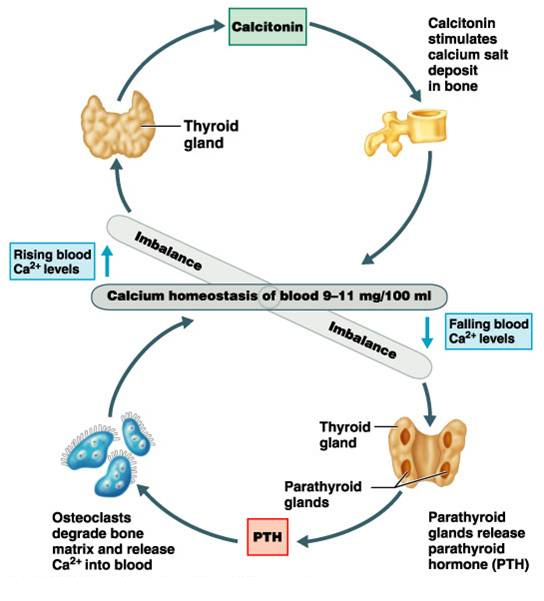 Calcitonin
Calcitonin
stimulates
calcium salt
deposit
in bone
Thyroid
gland
Imbalance
Rising blood
Ca²⁺ levels
Calcium homeostasis of blood 9–11 mg/100 ml
Imbalance
Falling blood
Ca²⁺ levels
Thyroid
gland
Parathyroid
glands
Osteoclasts
degrade bone
matrix and release
Ca²⁺ into blood
PTH
Parathyroid
glands release
parathyroid
hormone (PTH)